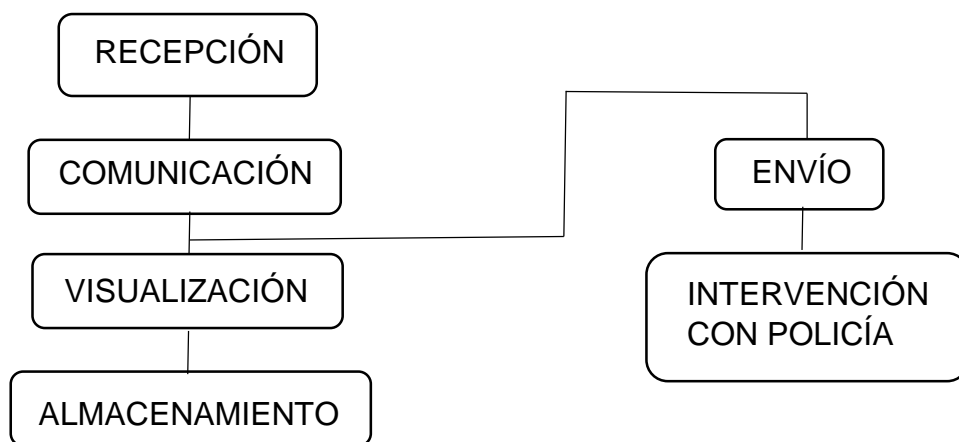 RECEPCIÓN
COMUNICACIÓN
VISUALIZACIÓN
ALMACENAMIENTO
ENVÍO
INTERVENCIÓN
CON POLICÍA